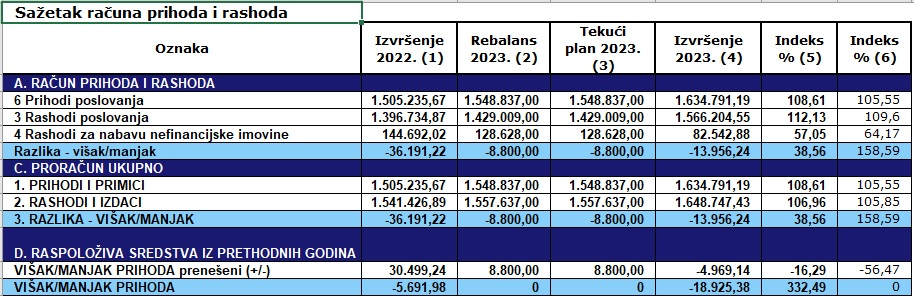 Sažetak računa prihoda i rashoda
Oznaka Izvršenje 2022. (1) Rebalans 2023. (2) Tekući plan 2023. (3) Izvršenje 2023. (4) Indeks % (5) Indeks % (6)
A. RAČUN PRIHODA I RASHODA
6 Prihodi poslovanja 1.505.235,67 1.548.837,00 1.548.837,00 1.634.791,19 108,61 105,55
3 Rashodi poslovanja 1.396.734,87 1.429.009,00 1.429.009,00 1.566.204,55 112,13 109,6
4 Rashodi za nabavu nefinancijske imovine 144.692,02 128.628,00 128.628,00 82.542,88 57,05 64,17
Razlika - višak/manjak -36.191,22 -8.800,00 -8.800,00 -13.956,24 38,56 158,59
C. PRORAČUN UKUPNO
1. PRIHODI I PRIMICI 1.505.235,67 1.548.837,00 1.548.837,00 1.634.791,19 108,61 105,55
2. RASHODI I IZDACI 1.541.426,89 1.557.637,00 1.557.637,00 1.648.747,43 106,96 105,85
3. RAZLIKA - VIŠAK/MANJAK -36.191,22 -8.800,00 -8.800,00 -13.956,24 38,56 158,59
D. RASPOLOŽIVA SREDSTVA IZ PRETHODNIH GODINA
VIŠAK/MANJAK PRIHODA prenešeni (+/-) 30.499,24 8.800,00 8.800,00 -4.969,14 -16,29 -56,47
VIŠAK/MANJAK PRIHODA -5.691,98 0 0 -18.925,38 332,49 0